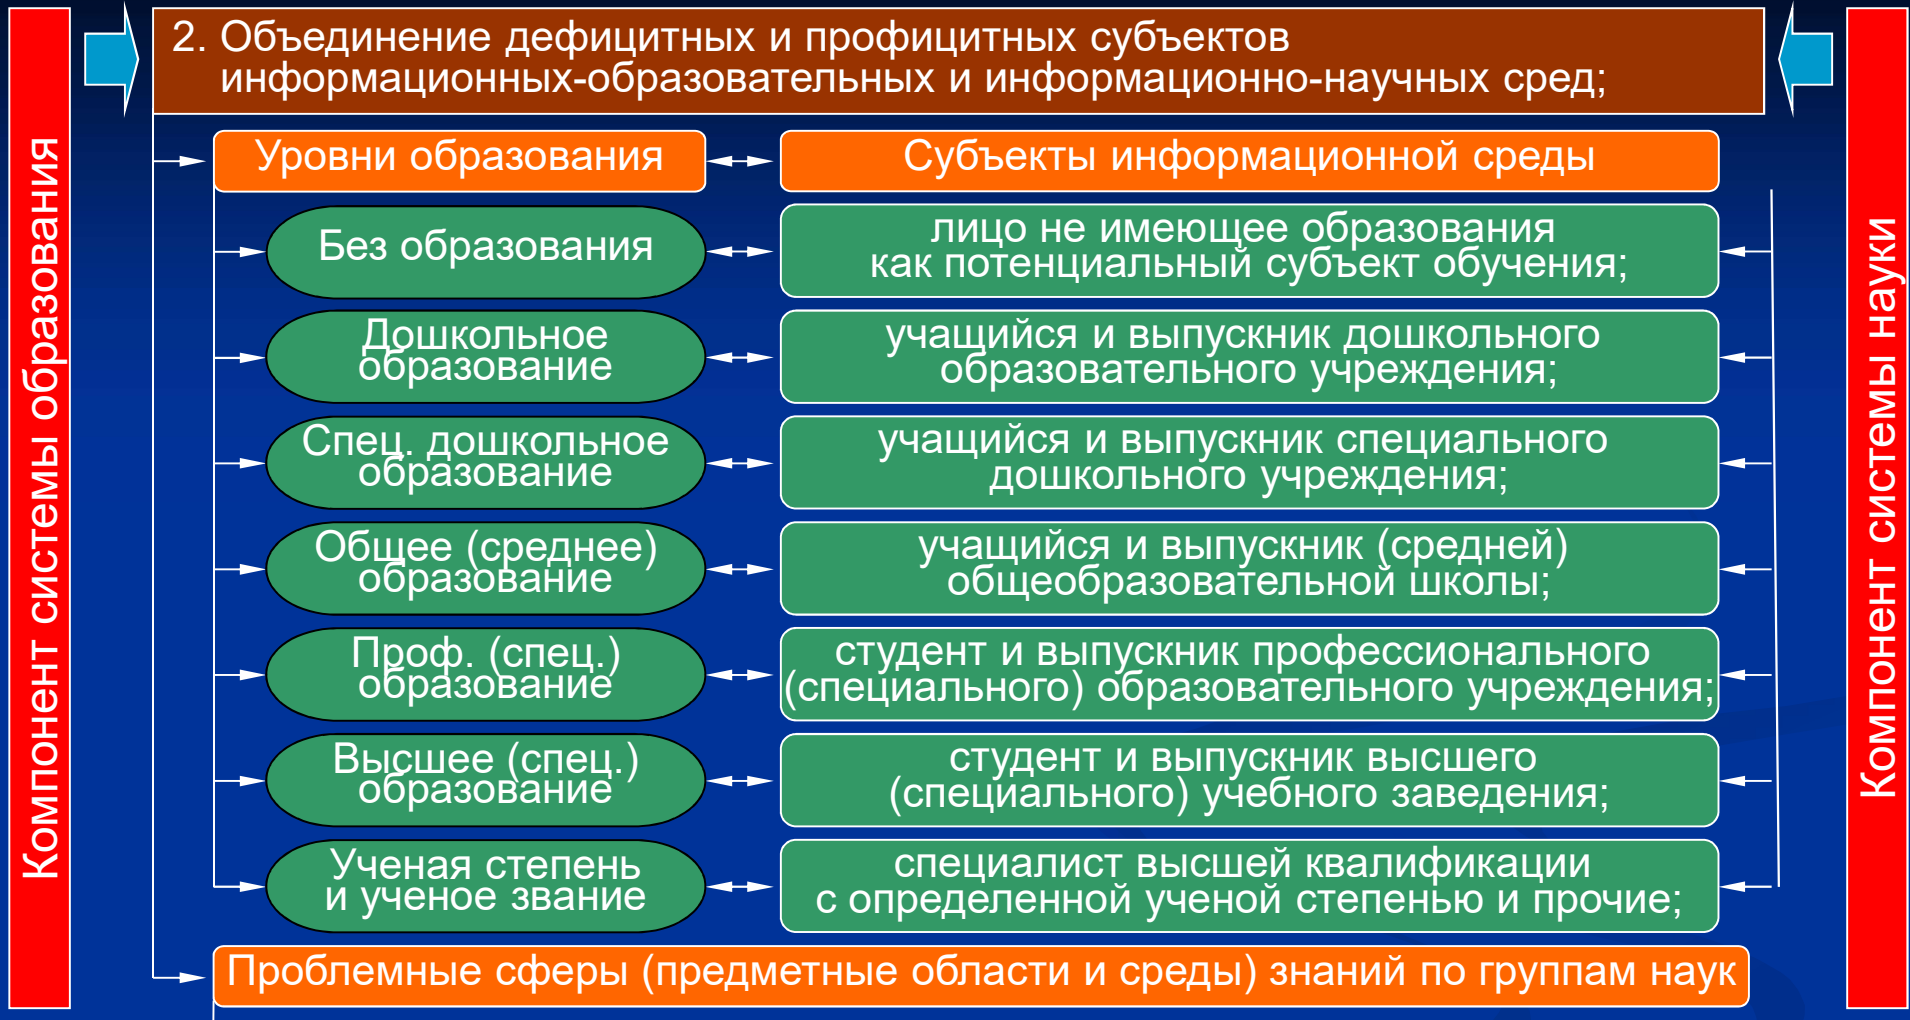 Компонент системы образования
2. Объединение дефицитных и профицитных субъектов
информационных-образовательных и информационно-научных сред;
Уровни образования
Субъекты информационной среды
Без образования
лицо не имеющее образования
как потенциальный субъект обучения;
Дошкольное
образование
учащийся и выпускник дошкольного
образовательного учреждения;
Спец. дошкольное
образование
учащийся и выпускник специального
дошкольного учреждения;
Общее (среднее)
образование
учащийся и выпускник (средней)
общеобразовательной школы;
Проф. (спец.)
образование
студент и выпускник профессионального
(специального) образовательного учреждения;
Высшее (спец.)
образование
студент и выпускник высшего
(специального) учебного заведения;
Ученая степень
и ученое звание
специалист высшей квалификации
с определенной ученой степенью и прочие;
Проблемные сферы (предметные области и среды) знаний по группам наук
Компонент системы науки